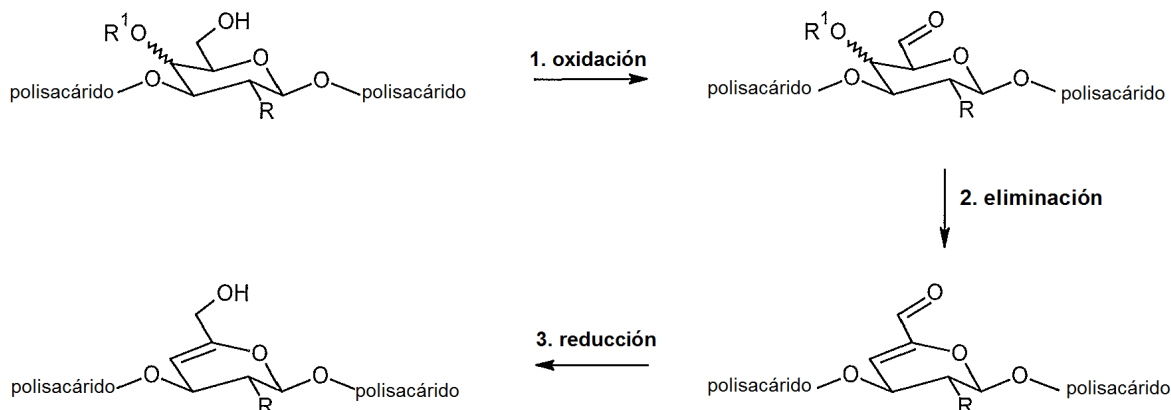 R¹O
OH
O
O
O
polisacárido
polisacárido
R
1. oxidación
R¹O
O
O
O
O
polisacárido
polisacárido
R
2. eliminación
OH
O
O
O
polisacárido
polisacárido
R
3. reducción
O
O
O
O
polisacárido
polisacárido
R